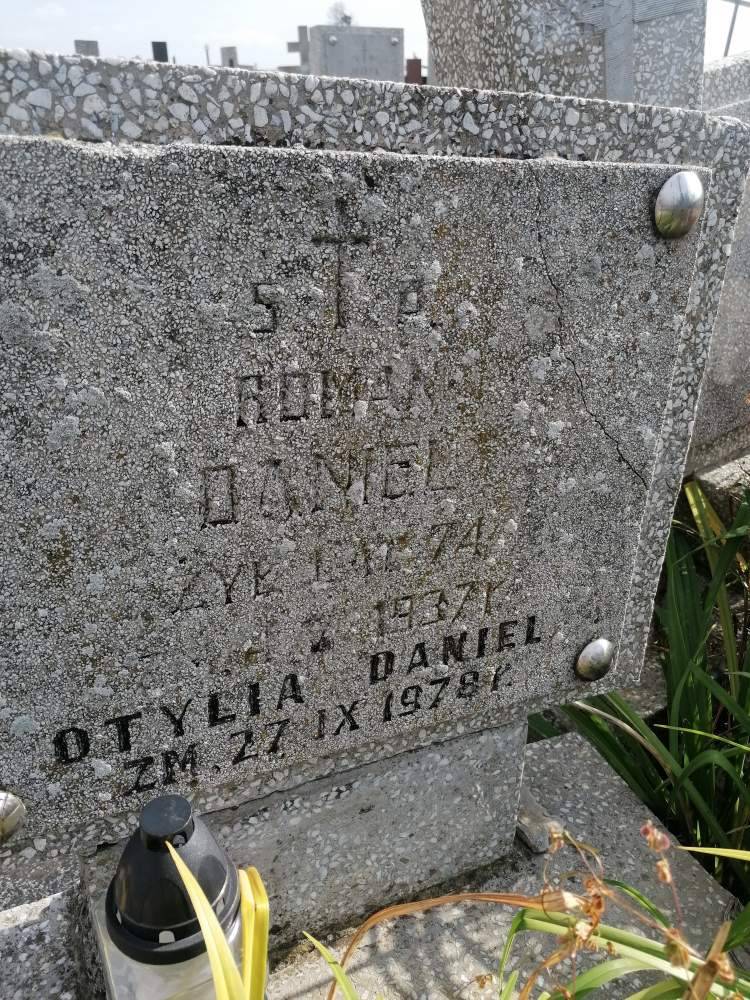 Ś † P.
ROMAN
DANIEL
ŻYŁ LAT 74
1937 R
OTYLIA DANIEL
ZM. 27 IX 1978 r.